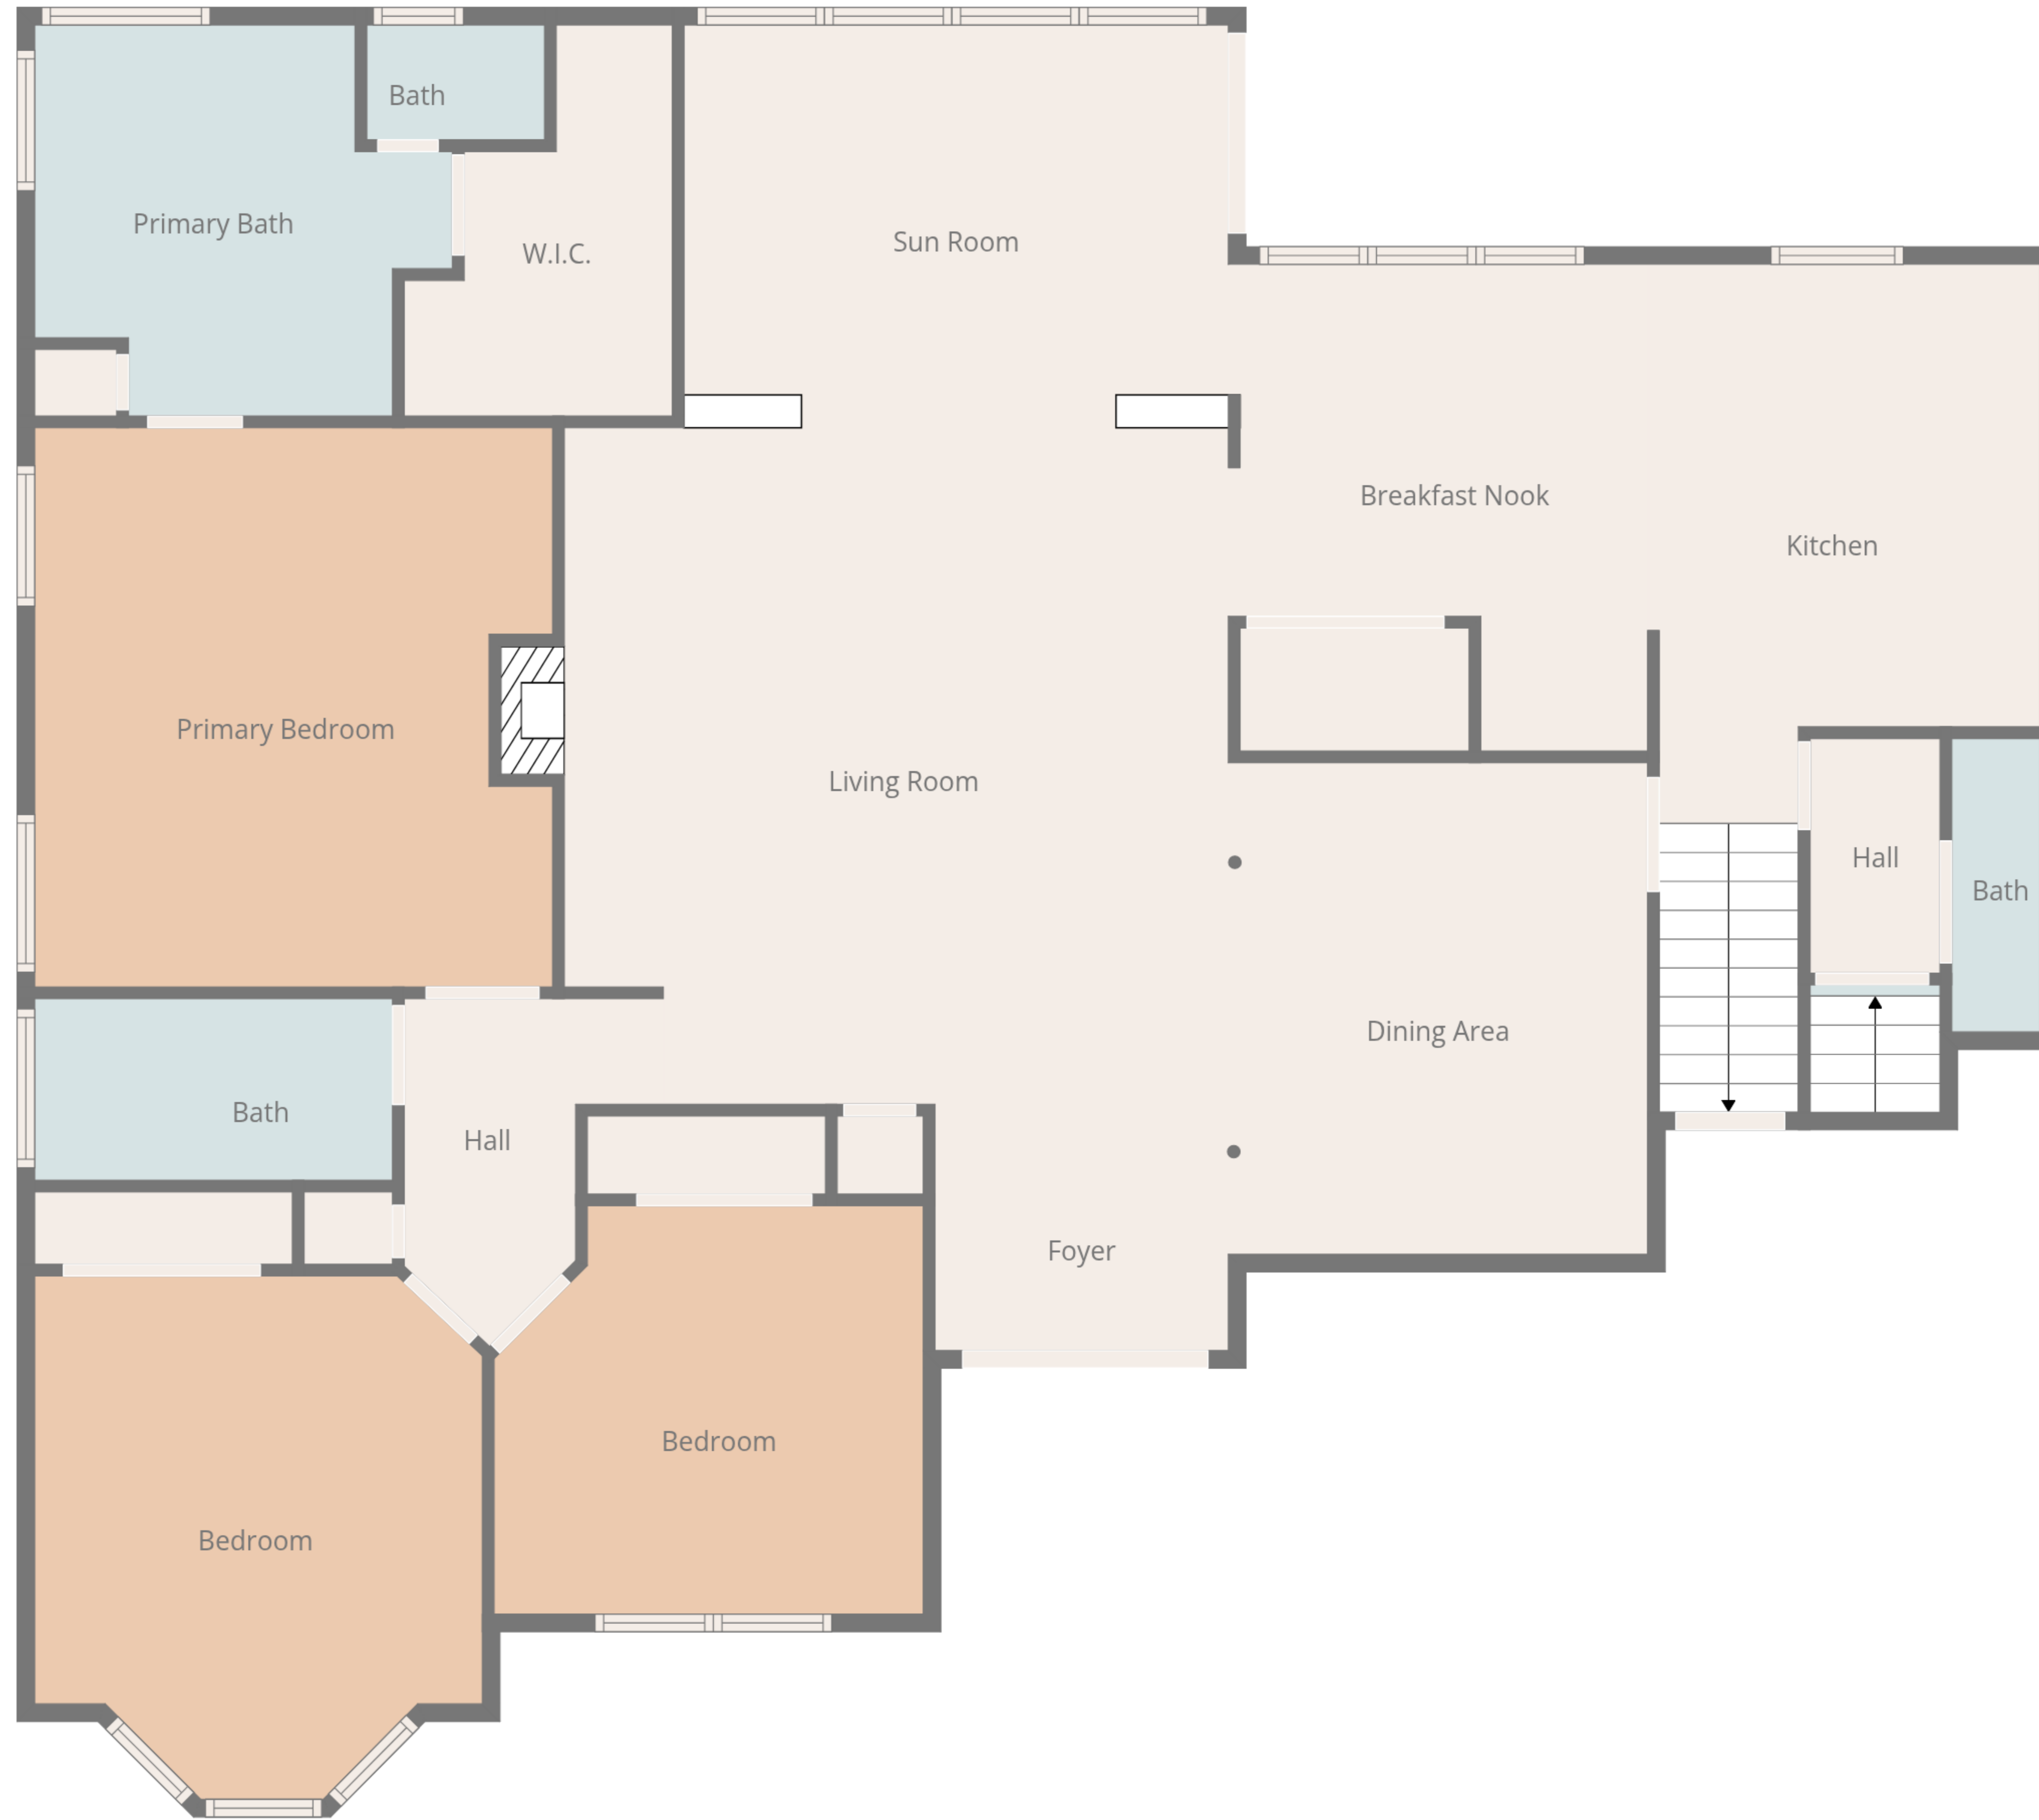 Bath
Primary Bath
W.I.C.
Sun Room
Breakfast Nook
Kitchen
Primary Bedroom
Living Room
Hall
Bath
Dining Area
Bath
Hall
Foyer
Bedroom
Bedroom